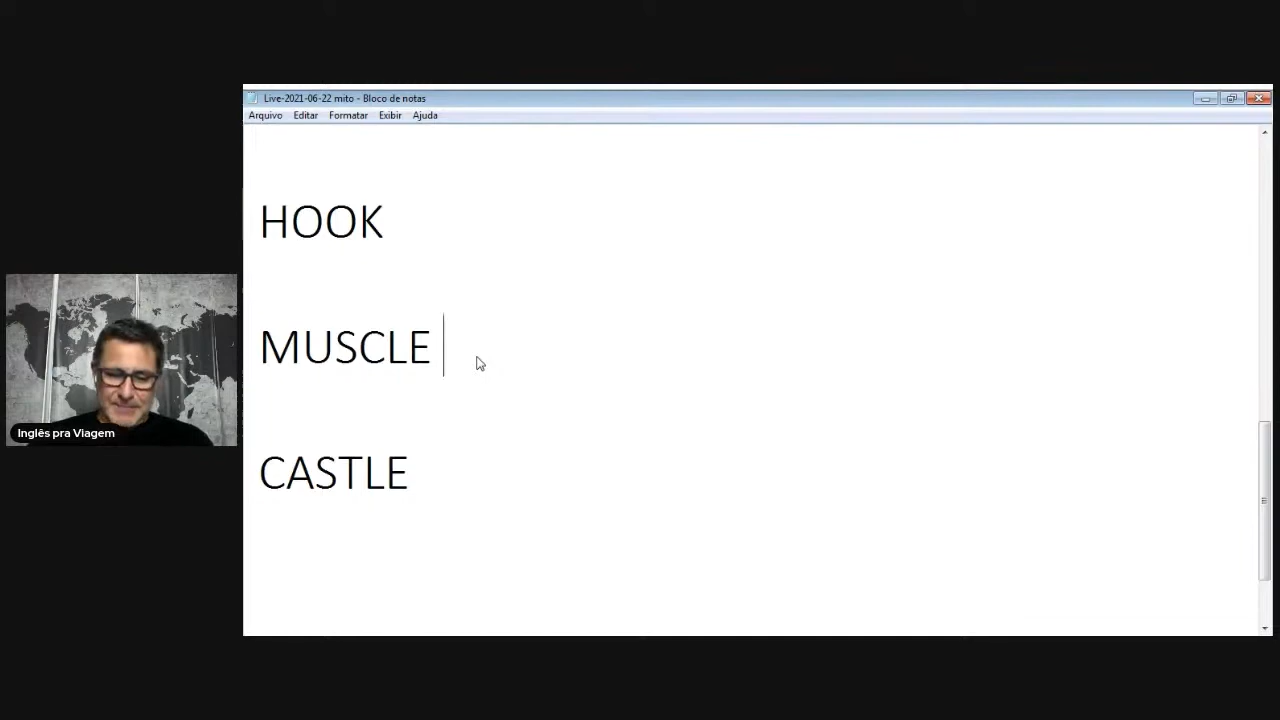 Live-2021-06-22 mito - Bloco de notas
Arquivo Editar Formatar Exibir Ajuda
HOOK
MUSCLE
CASTLE
Inglês pra Viagem